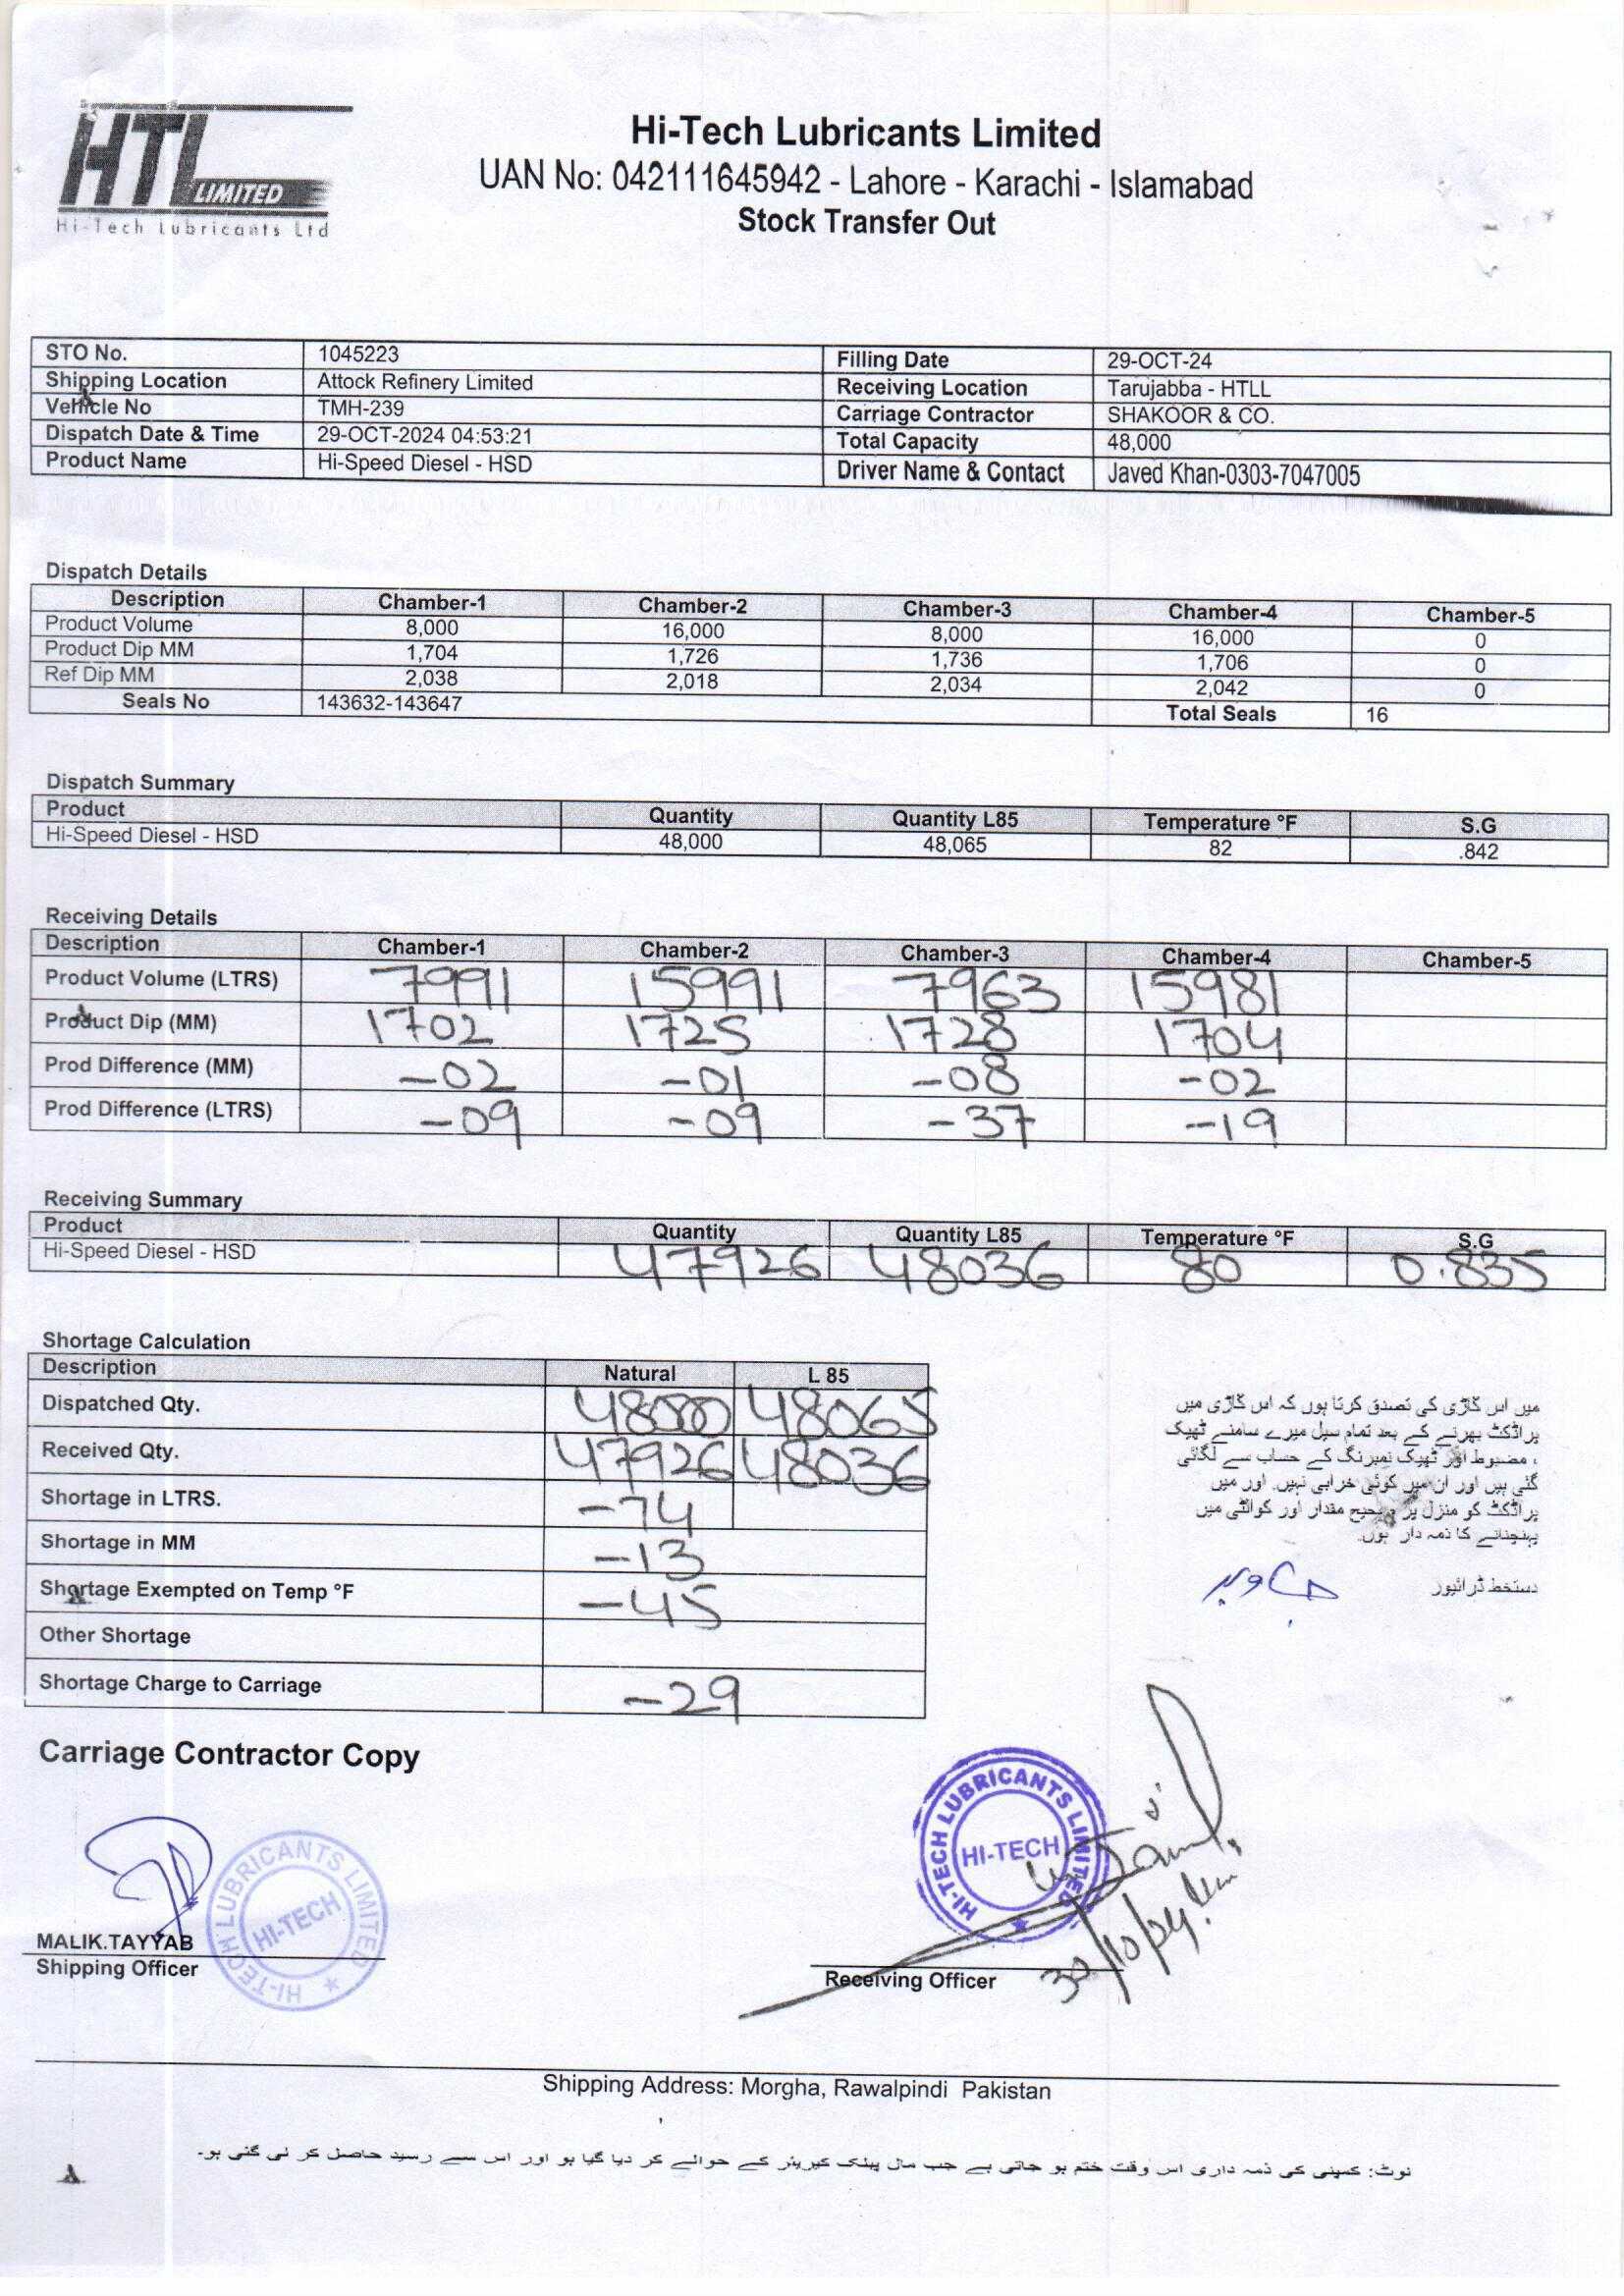 HTL LIMITED
Hi-Tech Lubricants Ltd
Hi-Tech Lubricants Limited
UAN No: 042111645942 - Lahore - Karachi - Islamabad
Stock Transfer Out
STO No. 1045223 Filling Date 29-OCT-24
Shipping Location Attock Refinery Limited Receiving Location Tarujabba - HTLL
Vehicle No TMH-239 Carriage Contractor SHAKOOR & CO.
Dispatch Date & Time 29-OCT-2024 04:53:21 Total Capacity 48,000
Product Name Hi-Speed Diesel - HSD Driver Name & Contact Javed Khan-0303-7047005
Dispatch Details
Description Chamber-1 Chamber-2 Chamber-3 Chamber-4 Chamber-5
Product Volume 8,000 16,000 8,000 16,000 0
Product Dip MM 1,704 1,726 1,736 1,706 0
Ref Dip MM 2,038 2,018 2,034 2,042 0
Seals No 143632-143647 Total Seals 16
Dispatch Summary
Product Quantity Quantity L85 Temperature °F S.G
Hi-Speed Diesel - HSD 48,000 48,065 82 .842
Receiving Details
Description Chamber-1 Chamber-2 Chamber-3 Chamber-4 Chamber-5
Product Volume (LTRS) 7991 15991 7963 15981
Product Dip (MM) 1702 1725 1728 1704
Prod Difference (MM) -02 -01 -08 -02
Prod Difference (LTRS) -09 -09 -37 -19
Receiving Summary
Product Quantity Quantity L85 Temperature °F S.G
Hi-Speed Diesel - HSD 47926 48036 80 0.835
Shortage Calculation
Description Natural L 85
Dispatched Qty. 48000 48065
Received Qty. 47926 48036
Shortage in LTRS. -74
Shortage in MM -13
Shortage Exempted on Temp °F -45
Other Shortage
Shortage Charge to Carriage -29
میں اس گاڑی کی تصدق کرتا ہوں کہ اس گاڑی میں
پراڈکٹ بھرنے کے بعد تمام سیل میرے سامنے ٹھیک
، مضبوط اور ٹھیک نمبرنگ کے حساب سے لگائی
گئی ہیں اور ان میں کوئی خرابی نہیں. اور میں
پراڈکٹ کو منزل پر صحیح مقدار اور کوالٹی میں
پہنچنانے کا ذمہ دار ہوں.
دستخط ڈرائیور جاوید
Carriage Contractor Copy
HI-TECH LUBRICANTS LIMITED
HI-TECH
HI-TECH LUBRICANTS LIMITED
HI-TECH
MALIK.TAYYAB
Shipping Officer
Receiving Officer
30/10/24
Shipping Address: Morgha, Rawalpindi Pakistan
نوٹ: کمپنی کی ذمہ داری اس وقت ختم ہو جاتی ہے جب مال پبلک کیریئر کے حوالے کر دیا گیا ہو اور اس سے رسید حاصل کر لی گئی ہو۔